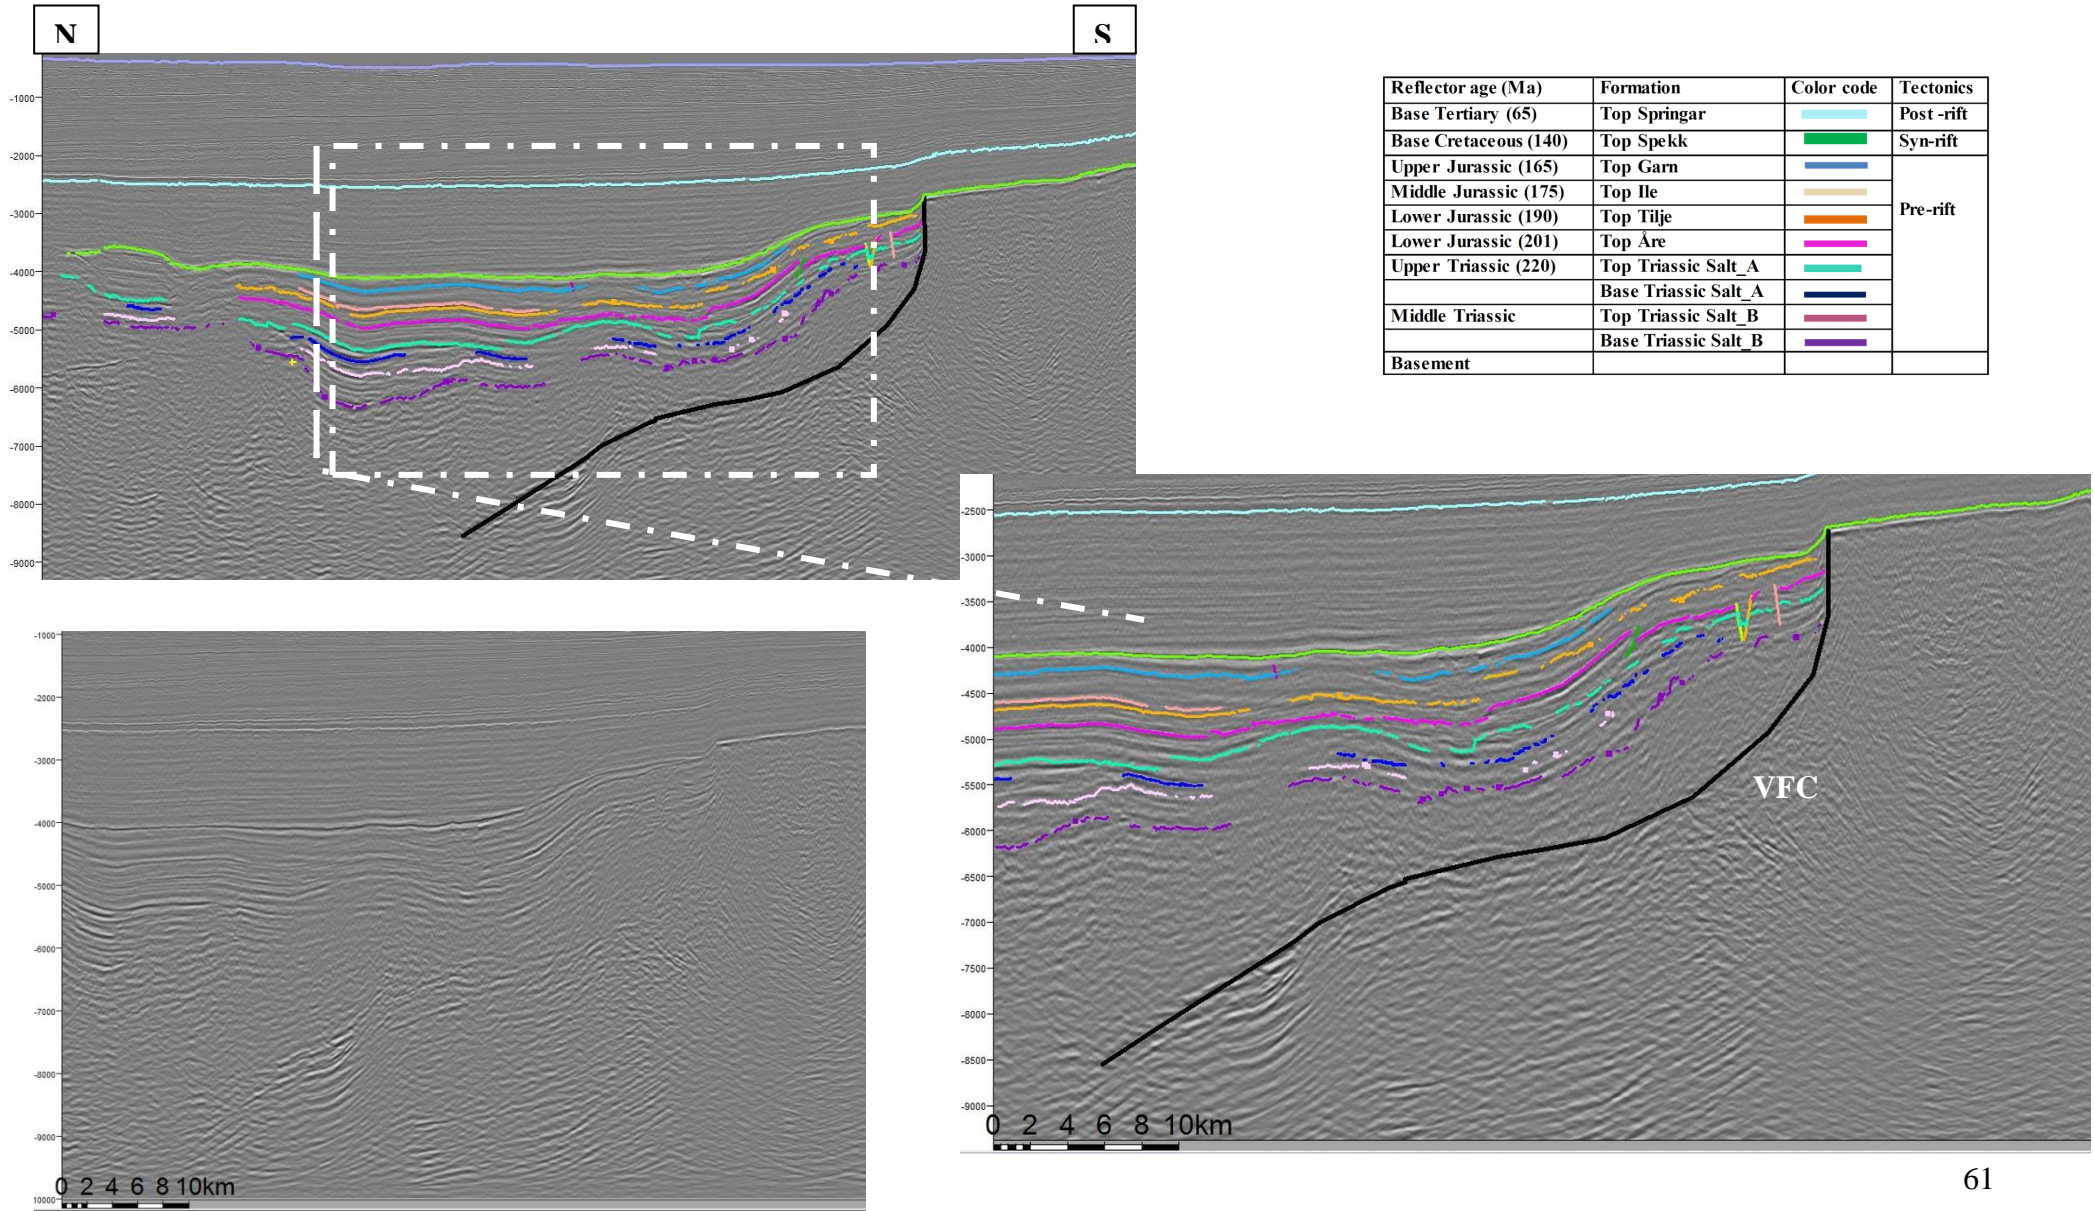 N
S
-1000
-2000
-3000
-4000
-5000
-6000
-7000
-8000
-9000
Reflector age (Ma) Formation Color code Tectonics
Base Tertiary (65) Top Springar Post -rift
Base Cretaceous (140) Top Spekk Syn-rift
Upper Jurassic (165) Top Garn
Middle Jurassic (175) Top Ile
Pre-rift
Lower Jurassic (190) Top Tilje
Lower Jurassic (201) Top Åre
Upper Triassic (220) Top Triassic Salt_A
Base Triassic Salt_A
Middle Triassic Top Triassic Salt_B
Base Triassic Salt_B
Basement
-2500
-3000
-3500
-4000
-4500
-5000
-5500
-6000
-6500
-7000
-7500
-8000
-8500
-9000
VFC
0 2 4 6 8 10km
-1000
-2000
-3000
-4000
-5000
-6000
-7000
-8000
-9000
10000
0 2 4 6 8 10km
61